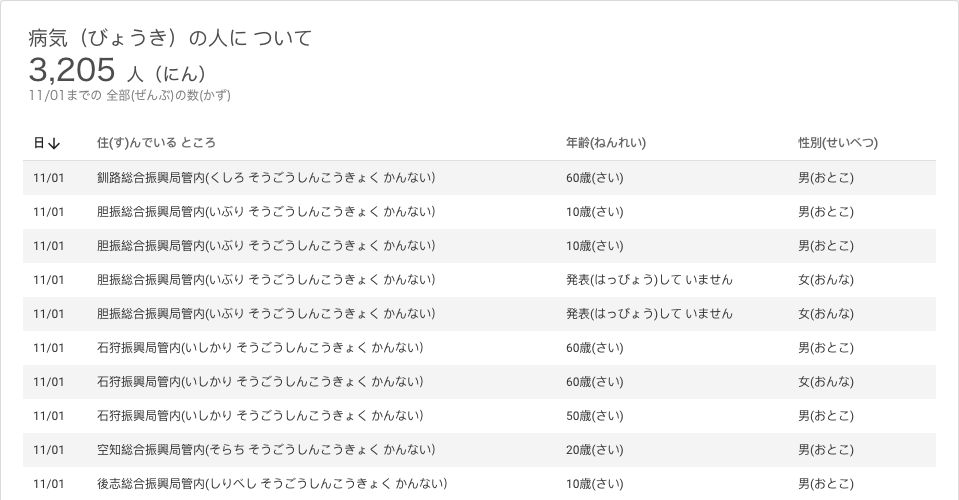 病気（びょうき）の人に ついて
3,205 人（にん）
11/01までの 全部(ぜんぶ)の数(かず)
日↓ 住(す)んでいる ところ 年齢(ねんれい) 性別(せいべつ)
11/01 釧路総合振興局管内(くしろ そうごうしんこうきょく かんない) 60歳(さい) 男(おとこ)
11/01 胆振総合振興局管内(いぶり そうごうしんこうきょく かんない) 10歳(さい) 男(おとこ)
11/01 胆振総合振興局管内(いぶり そうごうしんこうきょく かんない) 10歳(さい) 男(おとこ)
11/01 胆振総合振興局管内(いぶり そうごうしんこうきょく かんない) 発表(はっぴょう)して いません 女(おんな)
11/01 胆振総合振興局管内(いぶり そうごうしんこうきょく かんない) 発表(はっぴょう)して いません 女(おんな)
11/01 石狩振興局管内(いしかり そうごうしんこうきょく かんない) 60歳(さい) 男(おとこ)
11/01 石狩振興局管内(いしかり そうごうしんこうきょく かんない) 60歳(さい) 女(おんな)
11/01 石狩振興局管内(いしかり そうごうしんこうきょく かんない) 50歳(さい) 男(おとこ)
11/01 空知総合振興局管内(そらち そうごうしんこうきょく かんない) 20歳(さい) 男(おとこ)
11/01 後志総合振興局管内(しりべし そうごうしんこうきょく かんない) 10歳(さい) 男(おとこ)